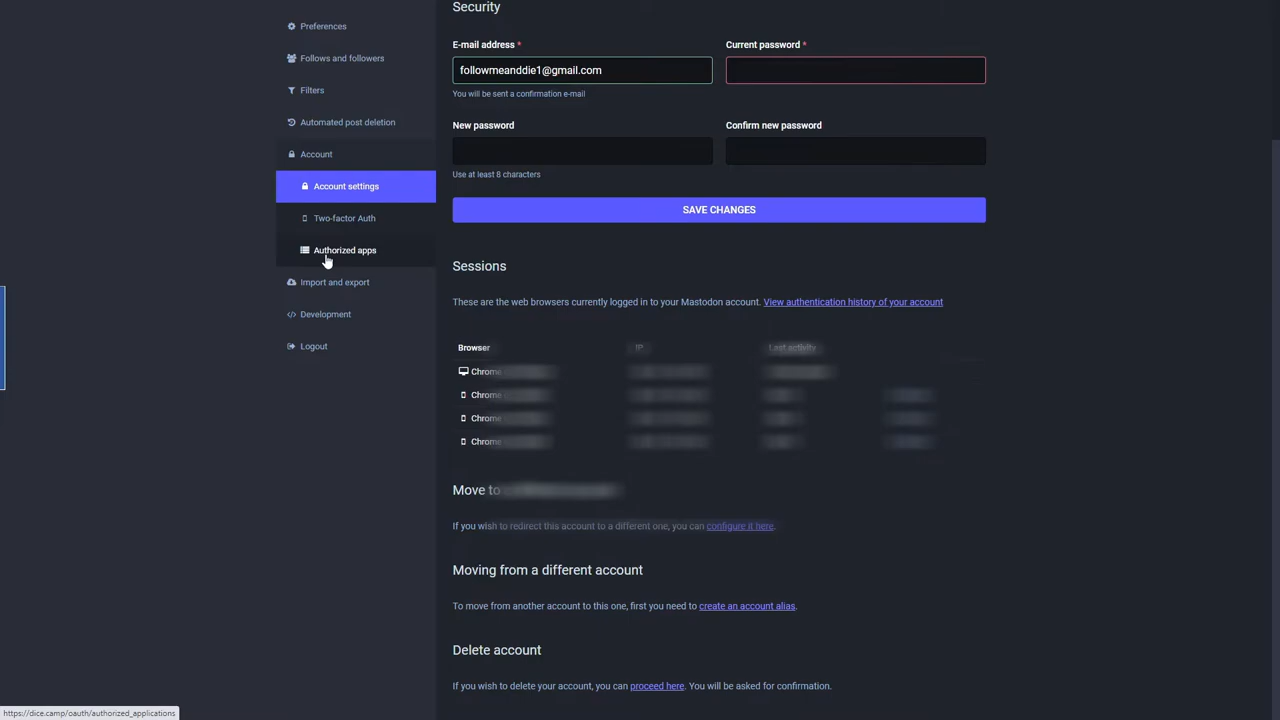 Preferences
Follows and followers
Filters
Automated post deletion
Account
Account settings
Two-factor Auth
Authorized apps
Import and export
Development
Logout
Security
E-mail address *
Current password *
followmeanddie1@gmail.com
You will be sent a confirmation e-mail
New password
Confirm new password
Use at least 8 characters
SAVE CHANGES
Sessions
These are the web browsers currently logged in to your Mastodon account. View authentication history of your account
Browser IP Last activity
Chrome
Chrome
Chrome
Chrome
Move to
If you wish to redirect this account to a different one, you can configure it here.
Moving from a different account
To move from another account to this one, first you need to create an account alias.
Delete account
If you wish to delete your account, you can proceed here. You will be asked for confirmation.
https://dice.camp/oauth/authorized_applications